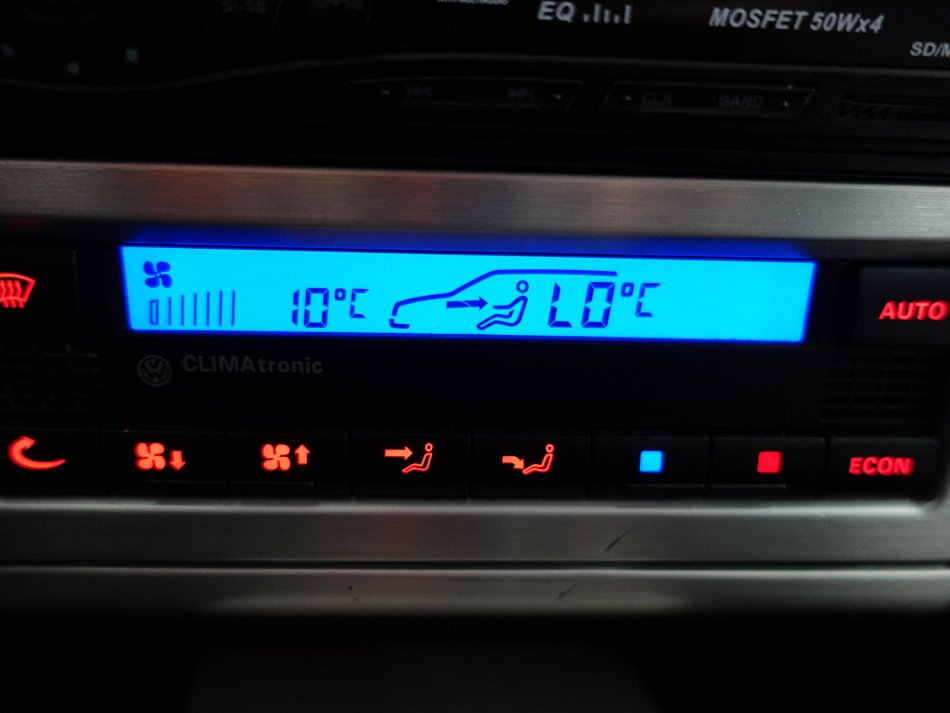 EQ
MOSFET 50Wx4
SD/M
CLK BAND
10°C LO°C
AUTO
CLIMAtronic
ECON